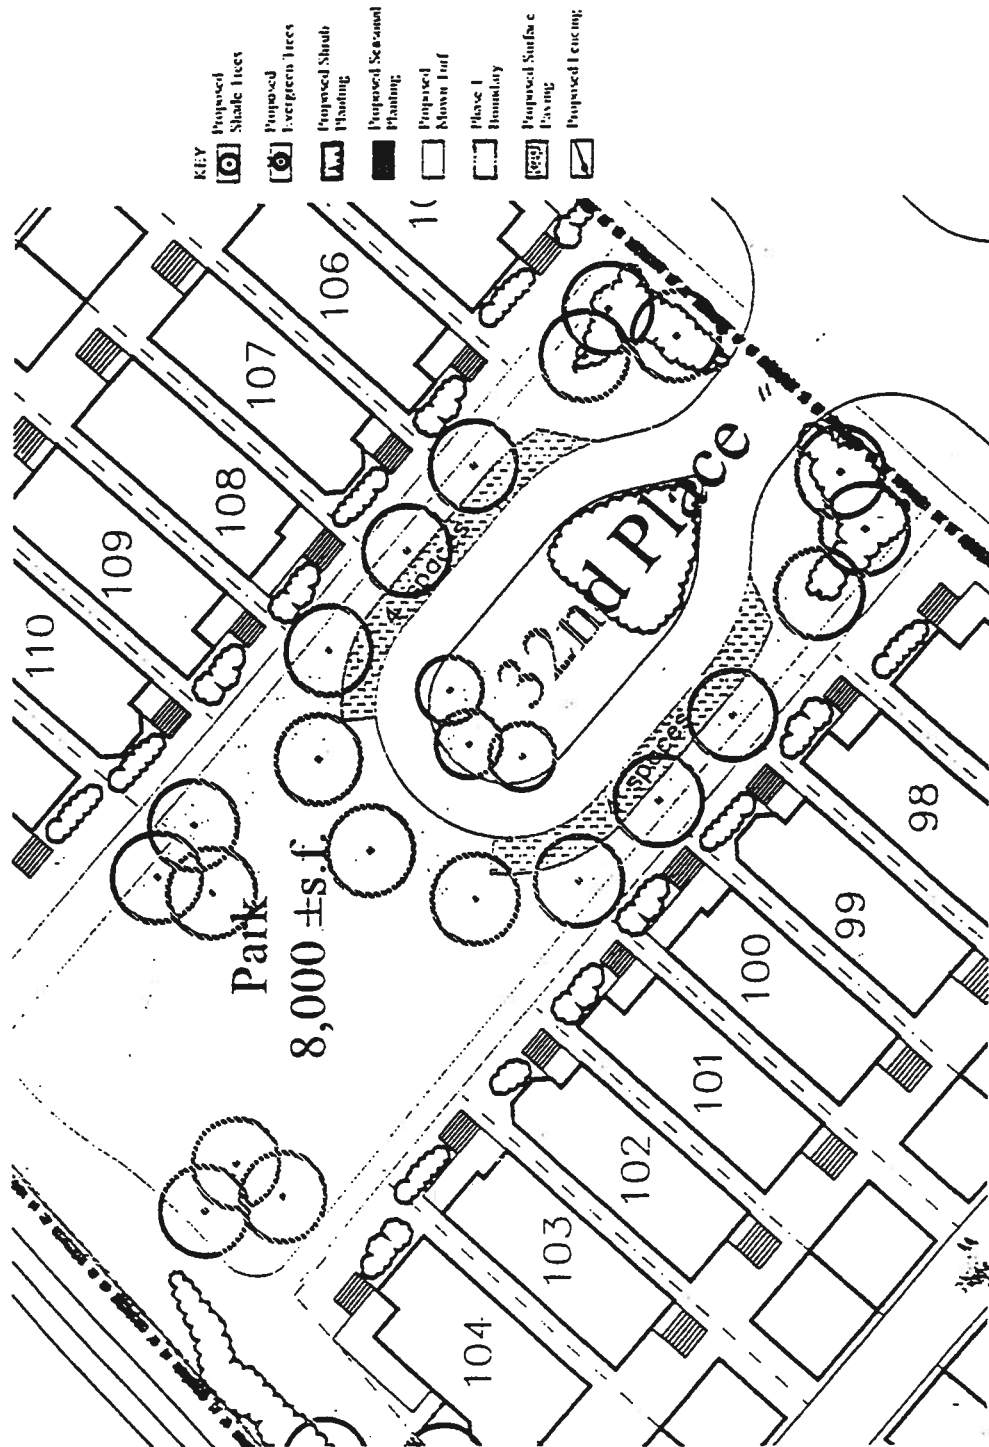 KEY
Proposed
Shade Trees
Proposed
Evergreen Trees
Proposed Shrub
Planting
Proposed Seasonal
Planting
Proposed
Mown Turf
Phase I
Boundary
Proposed Surface
Paving
Proposed Fencing
10
106
107
108
109
110
spaces
32nd Place
spaces
Park
8,000 ±s.f.
98
99
100
101
102
103
104